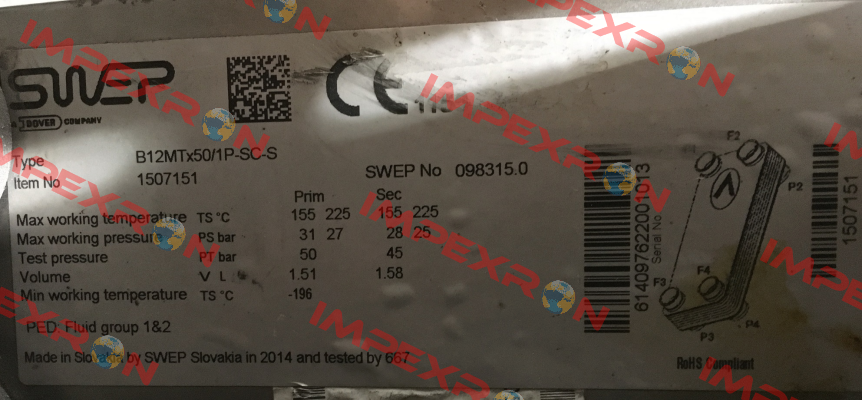 SWEP
A DOVER COMPANY
CE
Type B12MTx50/1P-SC-S
Item No 1507151
SWEP No 098315.0
Prim Sec
Max working temperature TS °C 155 225 155 225
Max working pressure PS bar 31 27 28 25
Test pressure PT bar 50 45
Volume V L 1.51 1.58
Min working temperature TS °C -196
PED: Fluid group 1&2
Made in Slovakia by SWEP Slovakia in 2014 and tested by 667
6140976222001013
Serial No
F2
P2
F4
F3
P3
P4
1507151
RoHS Compliant
IMPEXRON